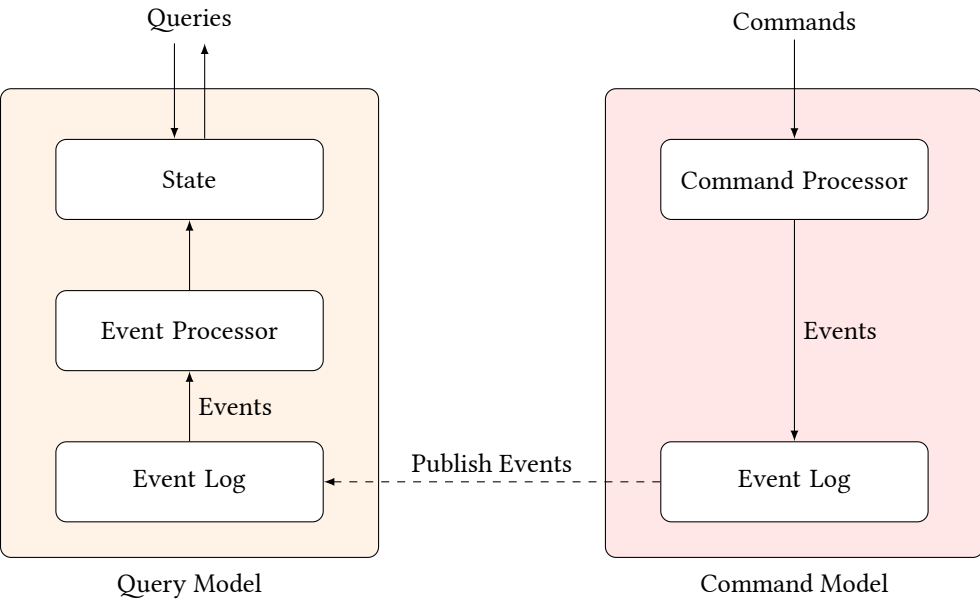 Queries
Commands
State
Command Processor
Event Processor
Events
Events
Event Log
Publish Events
Event Log
Query Model
Command Model